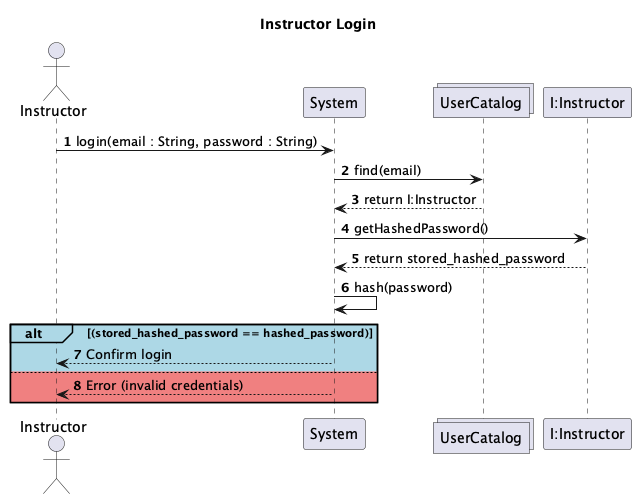 Instructor Login
Instructor
System
UserCatalog
I:Instructor
1 login(email : String, password : String)
2 find(email)
3 return I:Instructor
4 getHashedPassword()
5 return stored_hashed_password
6 hash(password)
alt [(stored_hashed_password == hashed_password)]
7 Confirm login
8 Error (invalid credentials)
Instructor
System
UserCatalog
I:Instructor